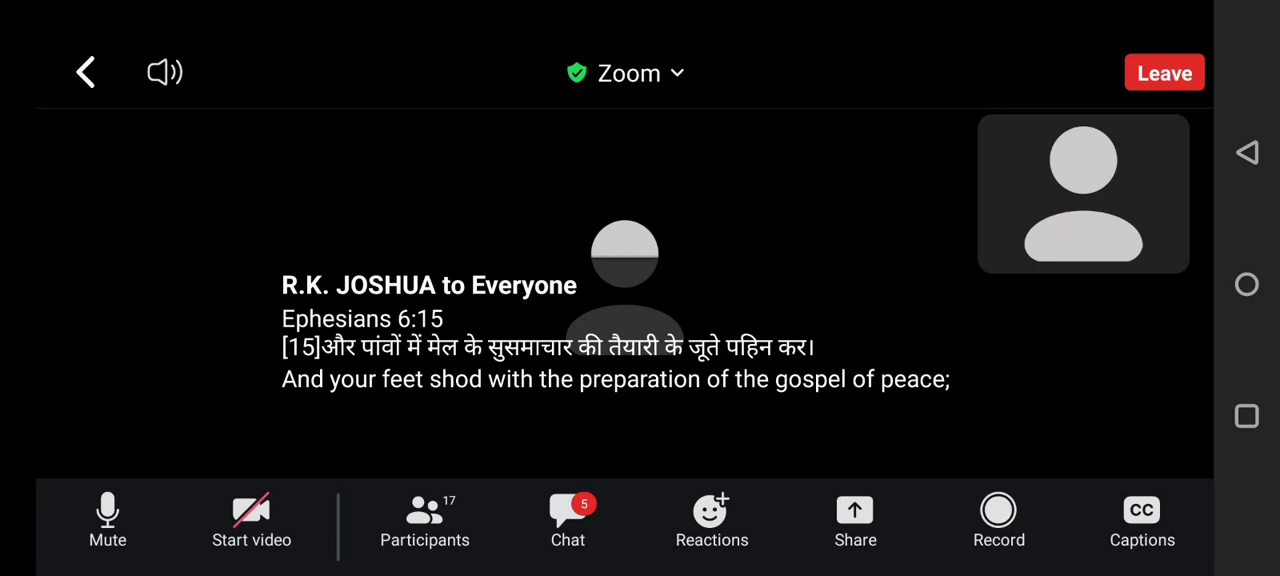 Zoom
Leave
R.K. JOSHUA to Everyone
Ephesians 6:15
[15]और पांवों में मेल के सुसमाचार की तैयारी के जूते पहिन कर।
And your feet shod with the preparation of the gospel of peace;
Mute
Start video
Participants 17
Chat 5
Reactions
Share
Record
CC Captions